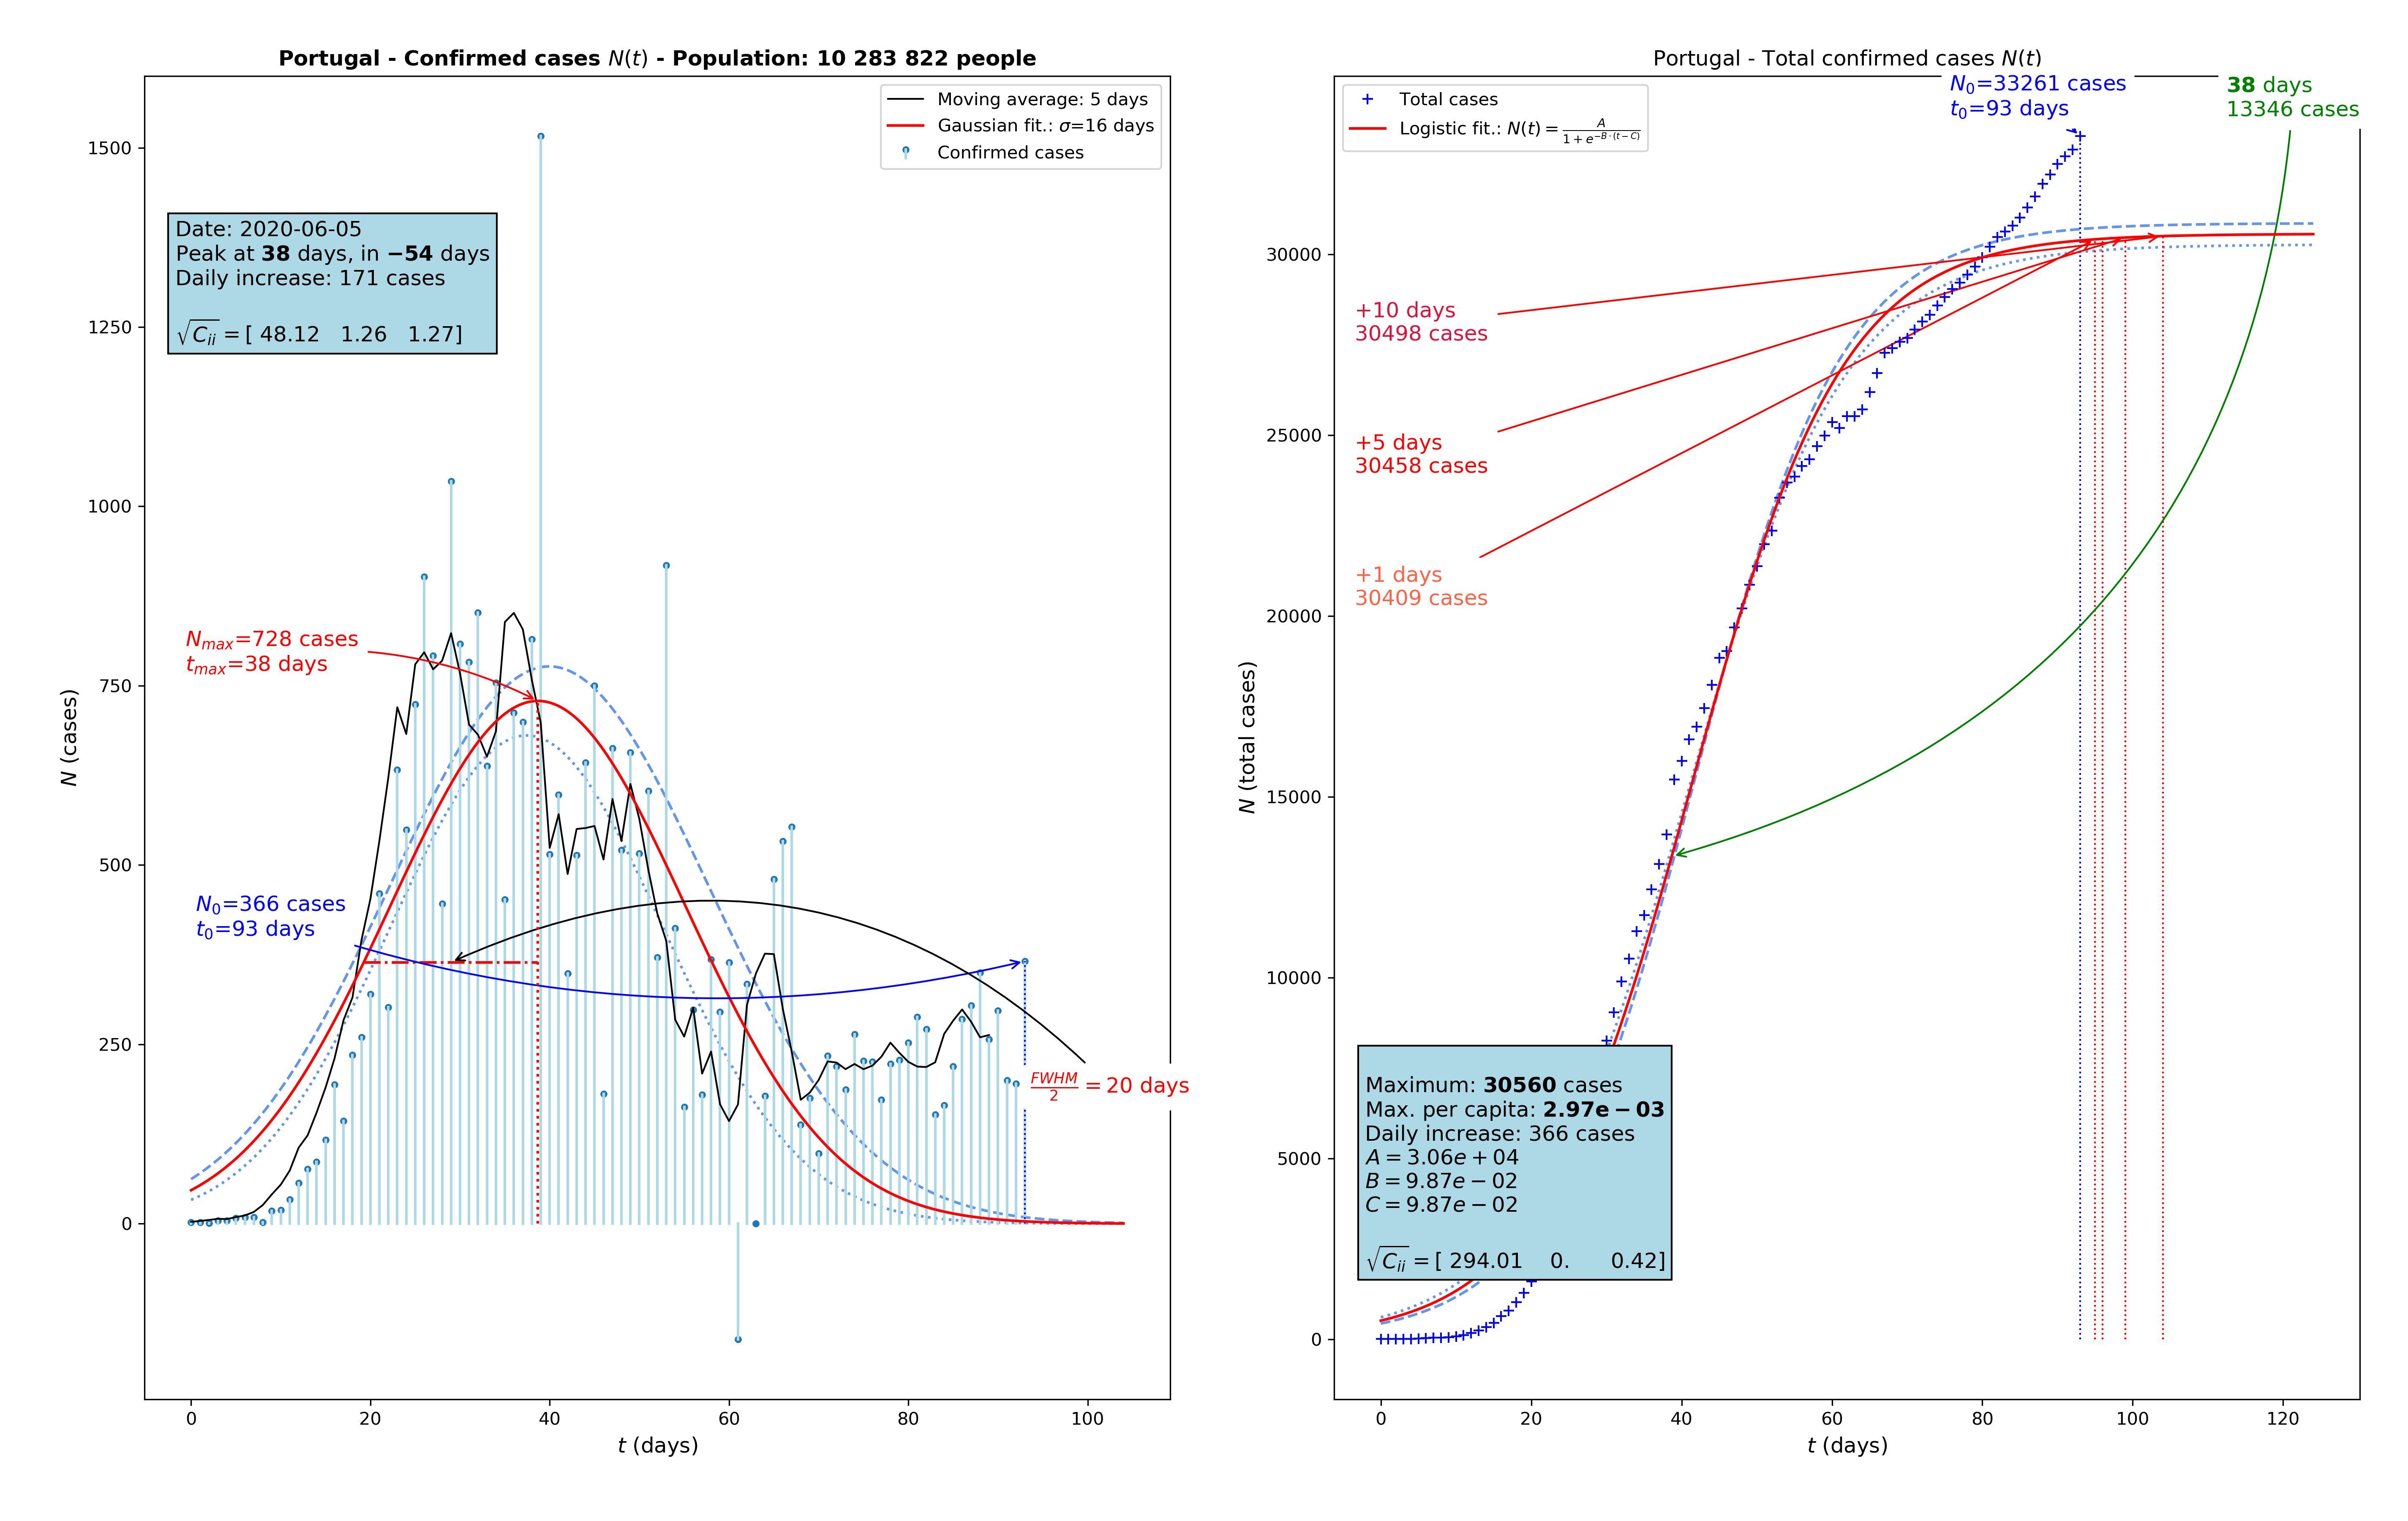 Portugal - Confirmed cases N(t) - Population: 10 283 822 people
Moving average: 5 days
Gaussian fit.: σ=16 days
Confirmed cases
Date: 2020-06-05
Peak at 38 days, in −54 days
Daily increase: 171 cases
√C_ii = [ 48.12 1.26 1.27]
N_max=728 cases
t_max=38 days
N_0=366 cases
t_0=93 days
FWHM/2 = 20 days
1500
1250
1000
750
500
250
0
N (cases)
0 20 40 60 80 100
t (days)
Portugal - Total confirmed cases N(t)
Total cases
Logistic fit.: N(t) = A/(1+e^{−B·(t−C)})
N_0=33261 cases
t_0=93 days
38 days
13346 cases
+10 days
30498 cases
+5 days
30458 cases
+1 days
30409 cases
Maximum: 30560 cases
Max. per capita: 2.97e−03
Daily increase: 366 cases
A = 3.06e + 04
B = 9.87e − 02
C = 9.87e − 02
√C_ii = [ 294.01 0. 0.42]
30000
25000
20000
15000
10000
5000
0
N (total cases)
0 20 40 60 80 100 120
t (days)